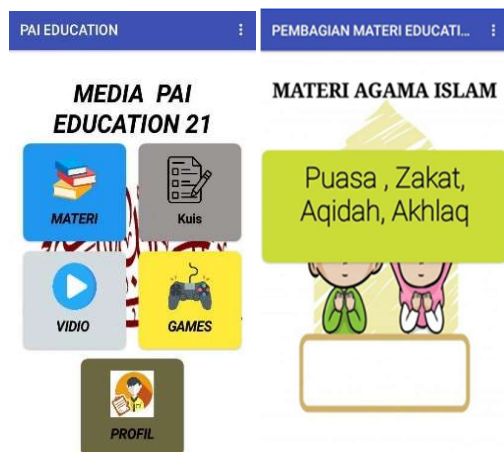 PAI EDUCATION
MEDIA PAI
EDUCATION 21
MATERI
Kuis
VIDIO
GAMES
PROFIL
PEMBAGIAN MATERI EDUCATI...
MATERI AGAMA ISLAM
Puasa , Zakat,
Aqidah, Akhlaq